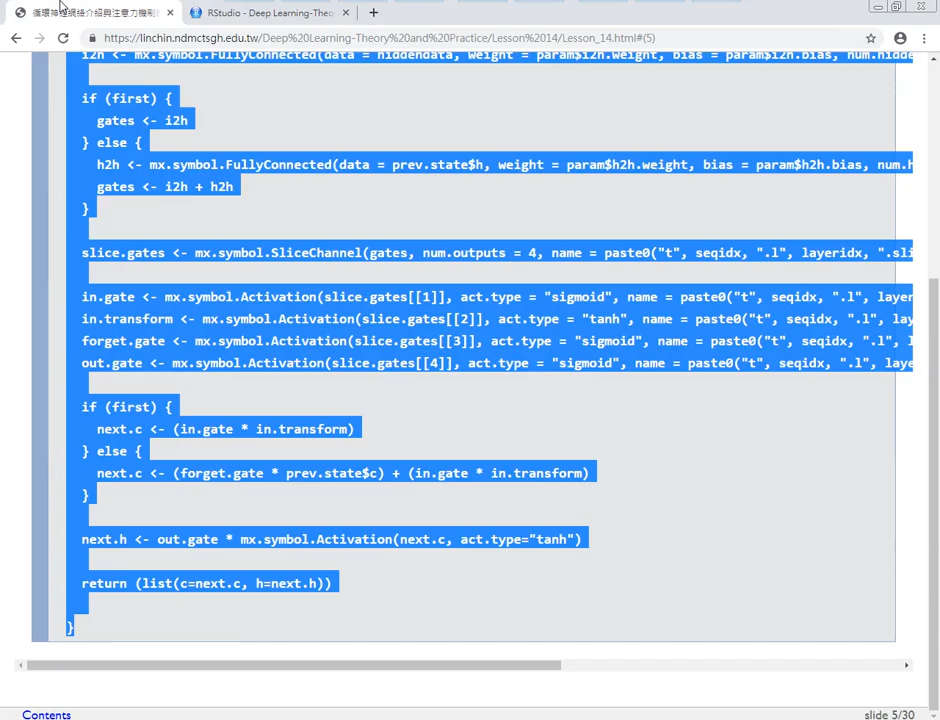 循環神經網絡介紹與注意力機制
RStudio - Deep Learning-Theo
https://linchin.ndmctsgh.edu.tw/Deep%20Learning-Theory%20and%20Practice/Lesson%2014/Lesson_14.html#(5)
i2h <- mx.symbol.FullyConnected(data = hiddendata, weight = param$i2h.weight, bias = param$i2h.bias, num.hidde
if (first) {
gates <- i2h
} else {
h2h <- mx.symbol.FullyConnected(data = prev.state$h, weight = param$h2h.weight, bias = param$h2h.bias, num.h
gates <- i2h + h2h
}
slice.gates <- mx.symbol.SliceChannel(gates, num.outputs = 4, name = paste0("t", seqidx, ".l", layeridx, ".sli
in.gate <- mx.symbol.Activation(slice.gates[[1]], act.type = "sigmoid", name = paste0("t", seqidx, ".l", layer
in.transform <- mx.symbol.Activation(slice.gates[[2]], act.type = "tanh", name = paste0("t", seqidx, ".l", lay
forget.gate <- mx.symbol.Activation(slice.gates[[3]], act.type = "sigmoid", name = paste0("t", seqidx, ".l", l
out.gate <- mx.symbol.Activation(slice.gates[[4]], act.type = "sigmoid", name = paste0("t", seqidx, ".l", laye
if (first) {
next.c <- (in.gate * in.transform)
} else {
next.c <- (forget.gate * prev.state$c) + (in.gate * in.transform)
}
next.h <- out.gate * mx.symbol.Activation(next.c, act.type="tanh")
return (list(c=next.c, h=next.h))
}
Contents
slide 5/30